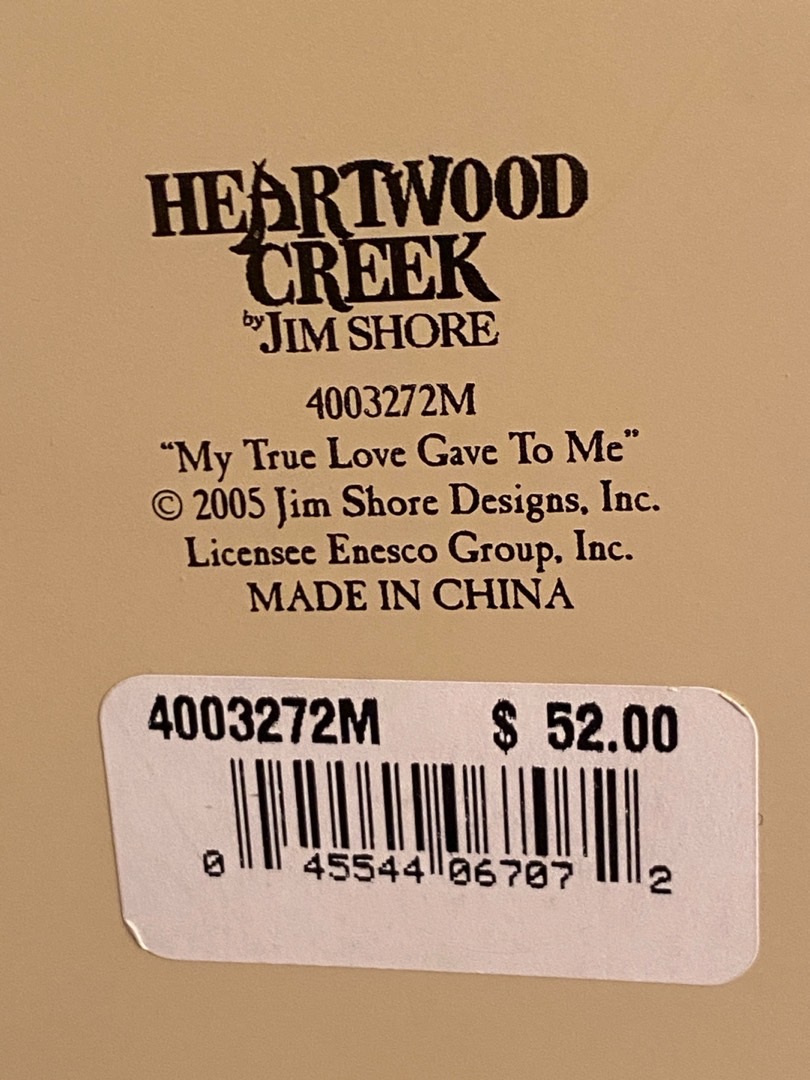 HEARTWOOD
CREEK
by JIM SHORE
4003272M
“My True Love Gave To Me”
© 2005 Jim Shore Designs, Inc.
Licensee Enesco Group, Inc.
MADE IN CHINA
4003272M $ 52.00
0 45544 06707 2